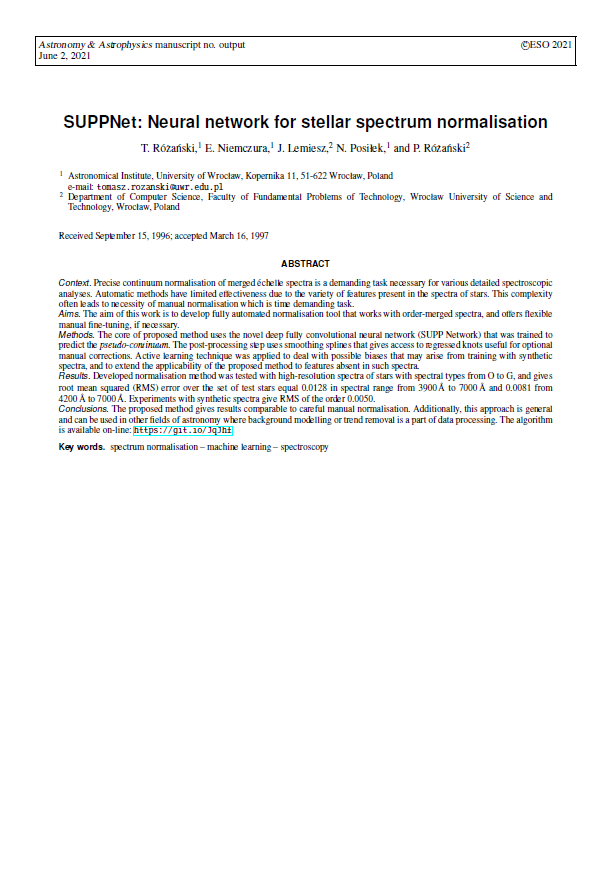 Astronomy & Astrophysics manuscript no. output
©ESO 2021
June 2, 2021
SUPPNet: Neural network for stellar spectrum normalisation
T. Różański,1 E. Niemczura,1 J. Lemiesz,2 N. Posiłek,1 and P. Różański2
1 Astronomical Institute, University of Wrocław, Kopernika 11, 51-622 Wrocław, Poland
e-mail: tomasz.rozanski@uwr.edu.pl
2 Department of Computer Science, Faculty of Fundamental Problems of Technology, Wrocław University of Science and
Technology, Wrocław, Poland
Received September 15, 1996; accepted March 16, 1997
ABSTRACT
Context. Precise continuum normalisation of merged échelle spectra is a demanding task necessary for various detailed spectroscopic
analyses. Automatic methods have limited effectiveness due to the variety of features present in the spectra of stars. This complexity
often leads to necessity of manual normalisation which is time demanding task.
Aims. The aim of this work is to develop fully automated normalisation tool that works with order-merged spectra, and offers flexible
manual fine-tuning, if necessary.
Methods. The core of proposed method uses the novel deep fully convolutional neural network (SUPP Network) that was trained to
predict the pseudo-continuum. The post-processing step uses smoothing splines that gives access to regressed knots useful for optional
manual corrections. Active learning technique was applied to deal with possible biases that may arise from training with synthetic
spectra, and to extend the applicability of the proposed method to features absent in such spectra.
Results. Developed normalisation method was tested with high-resolution spectra of stars with spectral types from O to G, and gives
root mean squared (RMS) error over the set of test stars equal 0.0128 in spectral range from 3900 Å to 7000 Å and 0.0081 from
4200 Å to 7000 Å. Experiments with synthetic spectra give RMS of the order 0.0050.
Conclusions. The proposed method gives results comparable to careful manual normalisation. Additionally, this approach is general
and can be used in other fields of astronomy where background modelling or trend removal is a part of data processing. The algorithm
is available on-line: https://git.io/JqJhf
Key words. spectrum normalisation – machine learning – spectroscopy